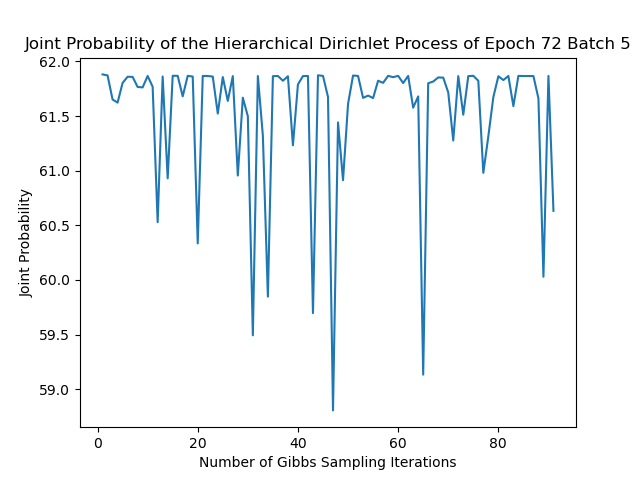 Joint Probability of the Hierarchical Dirichlet Process of Epoch 72 Batch 5
62.0
61.5
61.0
60.5
60.0
59.5
59.0
Joint Probability
0 20 40 60 80
Number of Gibbs Sampling Iterations